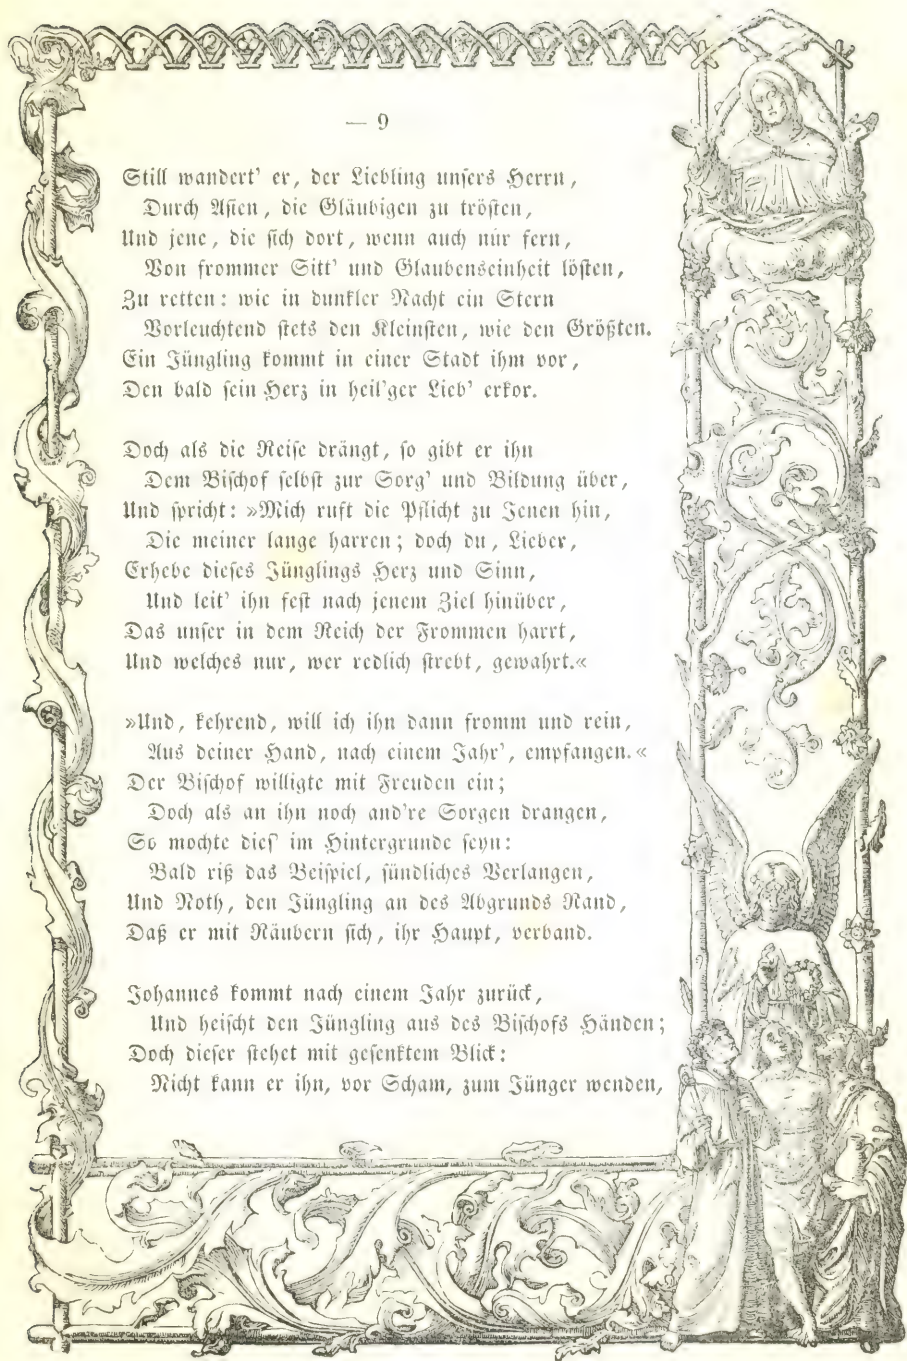 — 9
Still wandert' er, der Liebling unsers Herrn,
Durch Asien, die Gläubigen zu trösten,
Und jene, die sich dort, wenn auch nur fern,
Von frommer Sitt' und Glaubenseinheit lösten,
Zu retten: wie in dunkler Nacht ein Stern
Vorleuchtend stets den Kleinsten, wie den Größten.
Ein Jüngling kommt in einer Stadt ihm vor,
Den bald sein Herz in heil'ger Lieb' erkor.
Doch als die Reise drängt, so gibt er ihn
Dem Bischof selbst zur Sorg' und Bildung über,
Und spricht: »Mich ruft die Pflicht zu Jenen hin,
Die meiner lange harren; doch du, Lieber,
Erhebe dieses Jünglings Herz und Sinn,
Und leit' ihn fest nach jenem Ziel hinüber,
Das unser in dem Reich der Frommen harrt,
Und welches nur, wer redlich strebt, gewahrt.«
»Und, kehrend, will ich ihn dann fromm und rein,
Aus deiner Hand, nach einem Jahr', empfangen.«
Der Bischof willigte mit Freuden ein;
Doch als an ihn noch and're Sorgen drangen,
So mochte dies' im Hintergrunde seyn:
Bald riß das Beispiel, sündliches Verlangen,
Und Noth, den Jüngling an des Abgrunds Rand,
Daß er mit Räubern sich, ihr Haupt, verband.
Johannes kommt nach einem Jahr zurück,
Und heischt den Jüngling aus des Bischofs Händen;
Doch dieser stehet mit gesenktem Blick:
Nicht kann er ihn, vor Scham, zum Jünger wenden,